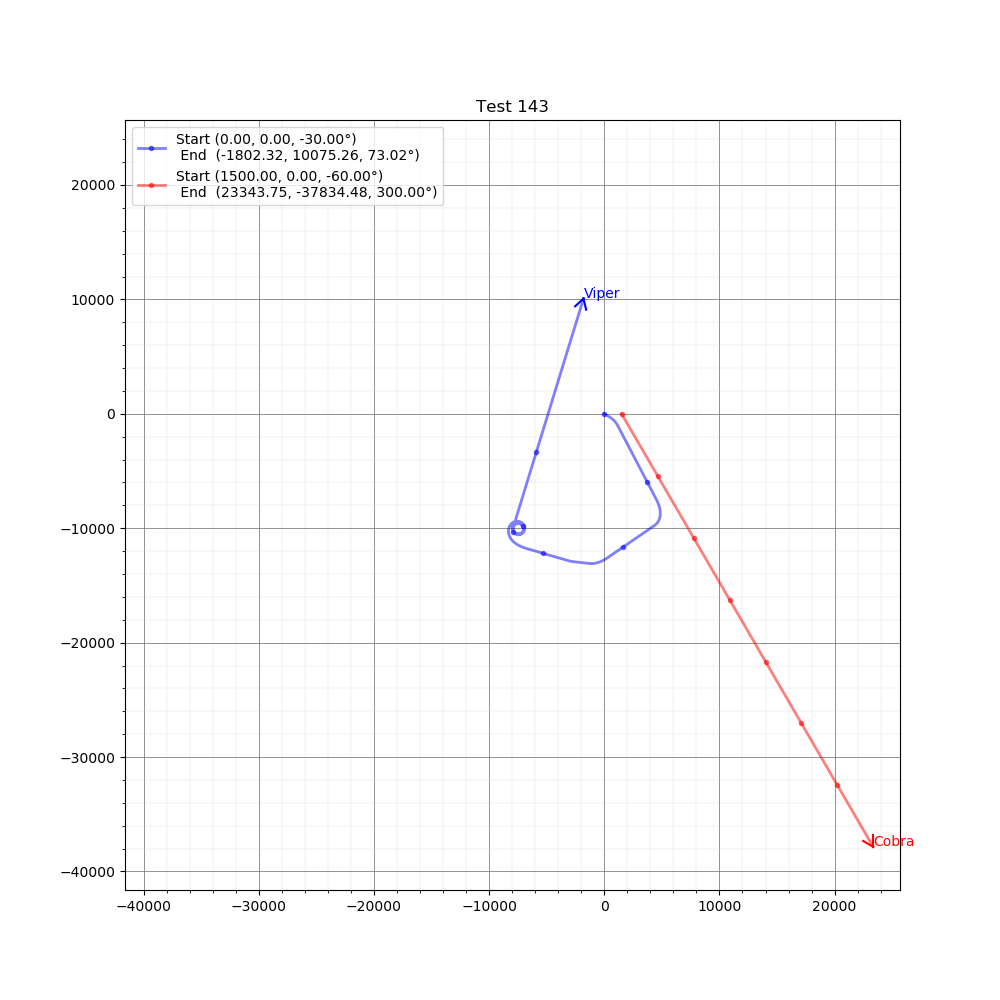 Test 143
Start (0.00, 0.00, -30.00°)
End  (-1802.32, 10075.26, 73.02°)
Start (1500.00, 0.00, -60.00°)
End  (23343.75, -37834.48, 300.00°)
20000
10000
0
−10000
−20000
−30000
−40000
Viper
Cobra
−40000
−30000
−20000
−10000
0
10000
20000